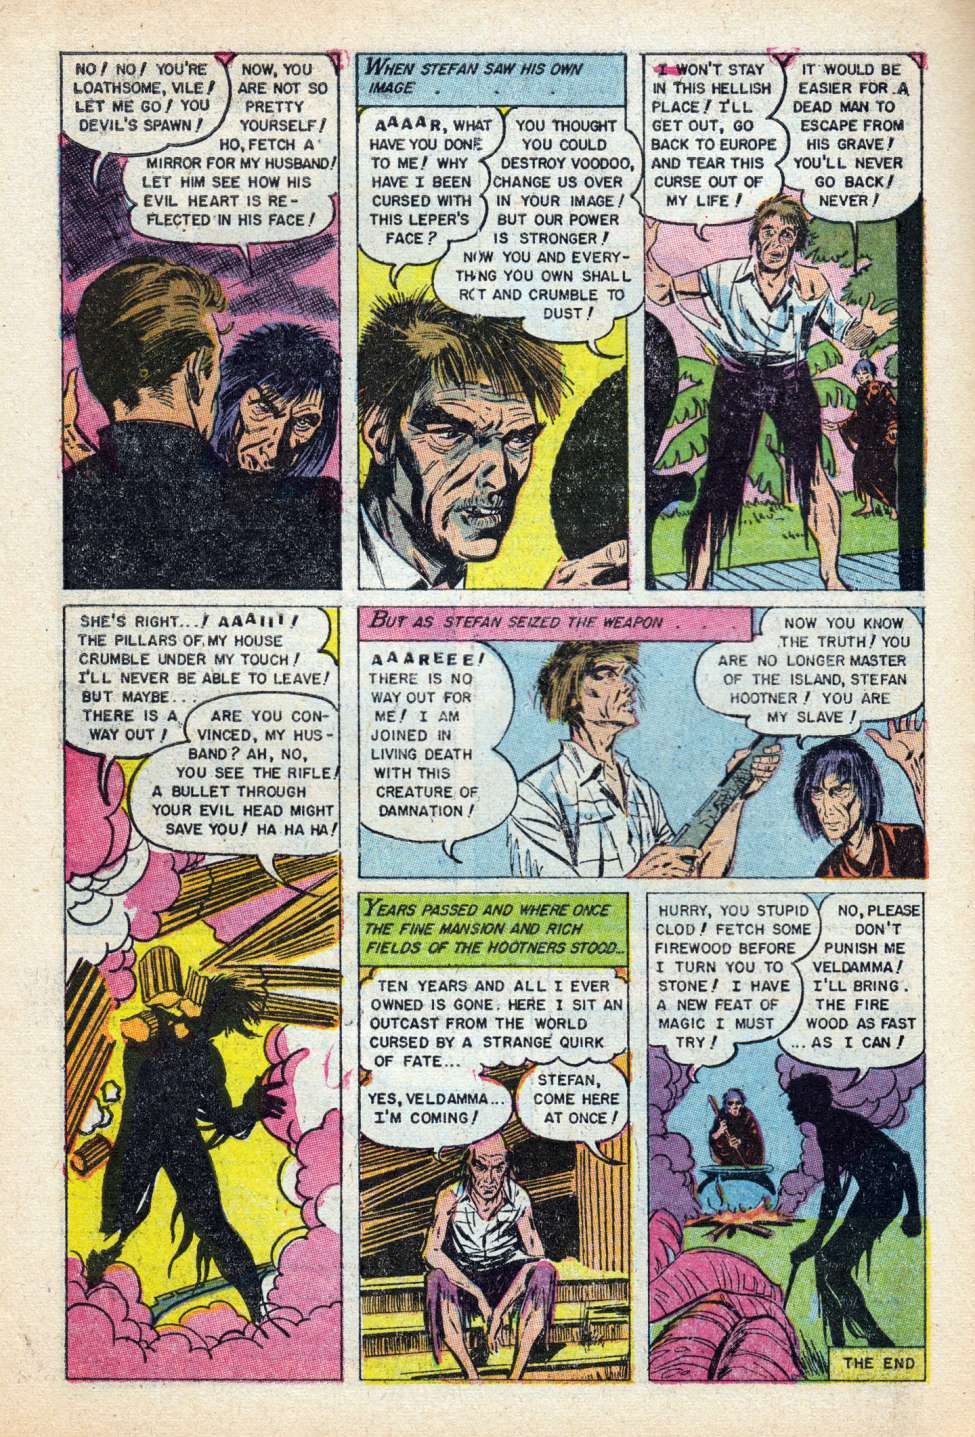 NO! NO! YOU'RE
LOATHSOME, VILE!
LET ME GO! YOU
DEVIL'S SPAWN!
NOW, YOU
ARE NOT SO
PRETTY
YOURSELF!
HO, FETCH A
MIRROR FOR MY HUSBAND!
LET HIM SEE HOW HIS
EVIL HEART IS RE-
FLECTED IN HIS FACE!
WHEN STEFAN SAW HIS OWN
IMAGE . . . .
AAAAR, WHAT
HAVE YOU DONE
TO ME! WHY
HAVE I BEEN
CURSED WITH
THIS LEPER'S
FACE?
YOU THOUGHT
YOU COULD
DESTROY VOODOO,
CHANGE US OVER
IN YOUR IMAGE!
BUT OUR POWER
IS STRONGER!
NOW YOU AND EVERY-
THING YOU OWN SHALL
ROT AND CRUMBLE TO
DUST!
I WON'T STAY
IN THIS HELLISH
PLACE! I'LL
GET OUT, GO
BACK TO EUROPE
AND TEAR THIS
CURSE OUT OF
MY LIFE!
IT WOULD BE
EASIER FOR A
DEAD MAN TO
ESCAPE FROM
HIS GRAVE!
YOU'LL NEVER
GO BACK!
NEVER!
SHE'S RIGHT...! AAAIII!
THE PILLARS OF MY HOUSE
CRUMBLE UNDER MY TOUCH!
I'LL NEVER BE ABLE TO LEAVE!
BUT MAYBE...
THERE IS A
WAY OUT!
ARE YOU CON-
VINCED, MY HUS-
BAND? AH, NO,
YOU SEE THE RIFLE!
A BULLET THROUGH
YOUR EVIL HEAD MIGHT
SAVE YOU! HA HA HA!
BUT AS STEFAN SEIZED THE WEAPON . . . .
AAAREEE!
THERE IS NO
WAY OUT FOR
ME! I AM
JOINED IN
LIVING DEATH
WITH THIS
CREATURE OF
DAMNATION!
NOW YOU KNOW
THE TRUTH! YOU
ARE NO LONGER MASTER
OF THE ISLAND, STEFAN
HOOTNER! YOU ARE
MY SLAVE!
YEARS PASSED AND WHERE ONCE
THE FINE MANSION AND RICH
FIELDS OF THE HOOTNERS STOOD...
TEN YEARS AND ALL I EVER
OWNED IS GONE. HERE I SIT AN
OUTCAST FROM THE WORLD
CURSED BY A STRANGE QUIRK
OF FATE...
STEFAN,
COME HERE
AT ONCE!
YES, VELDAMMA...
I'M COMING!
HURRY, YOU STUPID
CLOD! FETCH SOME
FIREWOOD BEFORE
I TURN YOU TO
STONE! I HAVE
A NEW FEAT OF
MAGIC I MUST
TRY!
NO, PLEASE
DON'T
PUNISH ME
VELDAMMA!
I'LL BRING
THE FIRE
WOOD AS FAST
... AS I CAN!
THE END